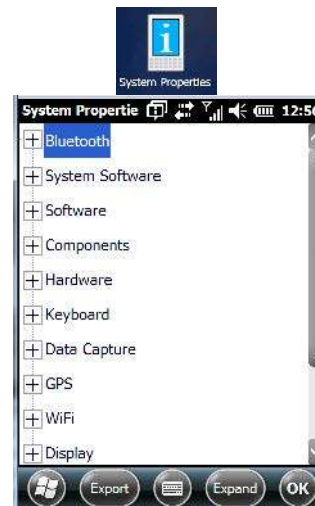 System Properties
System Propertie 12:56
Bluetooth
System Software
Software
Components
Hardware
Keyboard
Data Capture
GPS
WiFi
Display
Export Expand OK